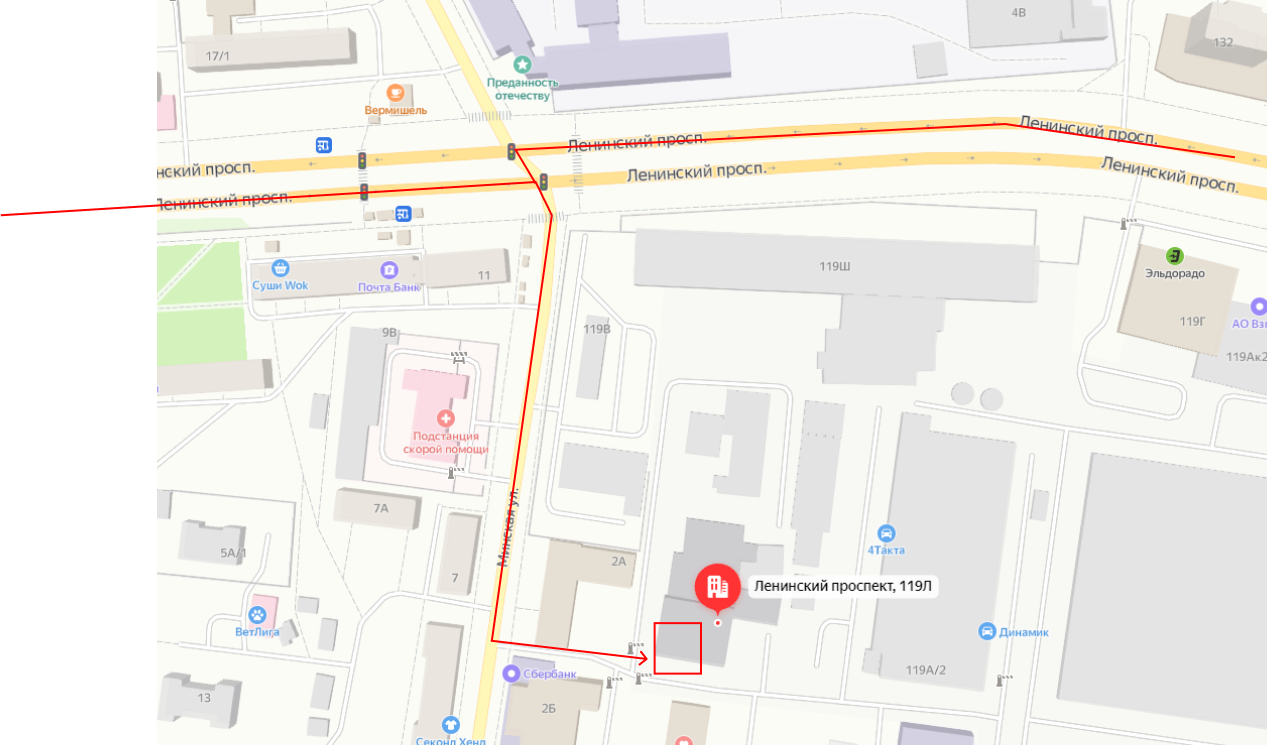 4В
17/1
132
Преданность
отечеству
Вермишель
Ленинский просп.
Ленинский просп.
нский просп.
Ленинский просп.
Ленинский просп.
Ленинский просп.
119Ш
Эльдорадо
11
Суши Wok
Почта Банк
119Г
АО Вз
119Ак2
9В
119В
Подстанция
скорой помощи
7А
Минская ул.
5А/1
7
2А
4Такта
Ленинский проспект, 119Л
ВетЛига
Динамик
119А/2
Сбербанк
13
2Б
Секонд Хенд